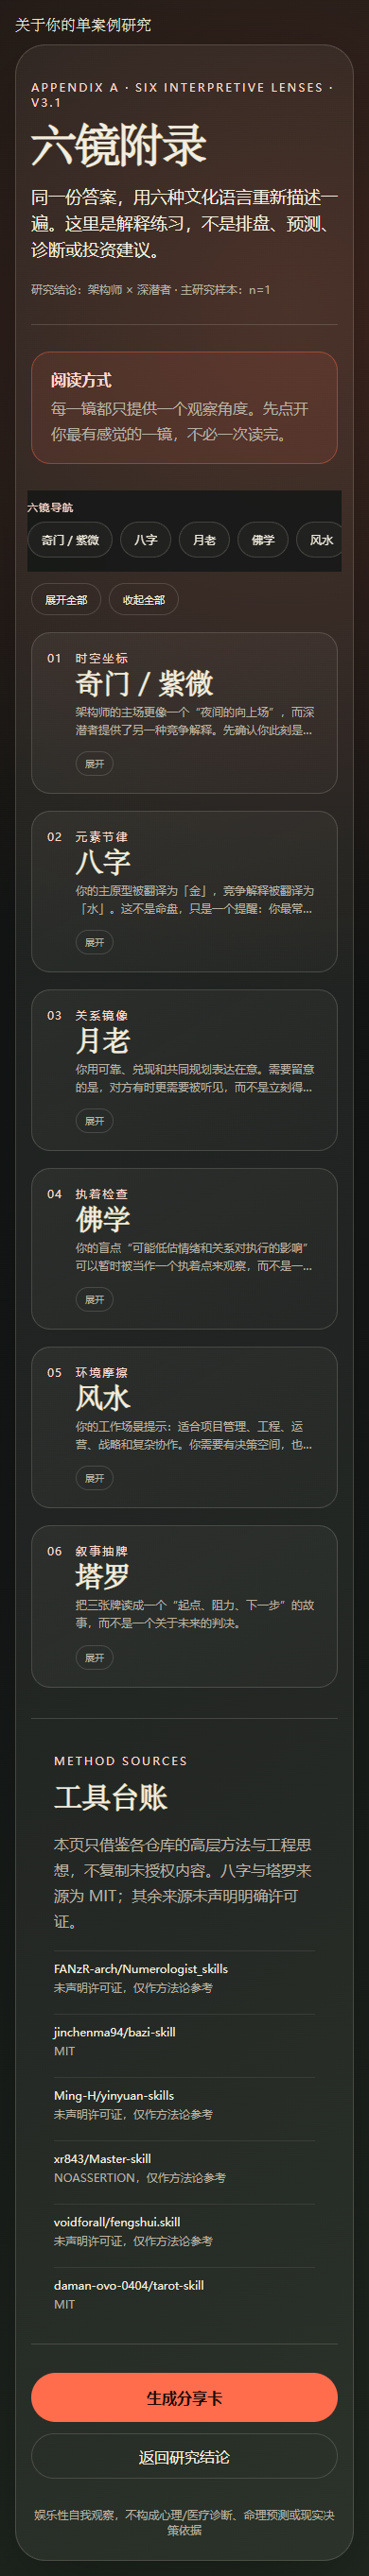 关于你的单案例研究
APPENDIX A · SIX INTERPRETIVE LENSES ·
V3.1
六镜附录
同一份答案，用六种文化语言重新描述一
遍。这里是解释练习，不是排盘、预测、
诊断或投资建议。
研究结论：架构师 × 深潜者 · 主研究样本：n=1
阅读方式
每一镜都只提供一个观察角度。先点开
你最有感觉的一镜，不必一次读完。
六镜导航
奇门 / 紫微 八字 月老 佛学 风水
展开全部 收起全部
01 时空坐标
奇门 / 紫微
架构师的主场更像一个“夜间的向上场”，而深
潜者提供了另一种竞争解释。先确认你此刻是...
展开
02 元素节律
八字
你的主原型被翻译为「金」，竞争解释被翻译为
「水」。这不是命盘，只是一个提醒：你最常...
展开
03 关系镜像
月老
你用可靠、兑现和共同规划表达在意。需要留意
的是，对方有时更需要被听见，而不是立刻得...
展开
04 执着检查
佛学
你的盲点“可能低估情绪和关系对执行的影响”
可以暂时被当作一个执着点来观察，而不是一...
展开
05 环境摩擦
风水
你的工作场景提示：适合项目管理、工程、运
营、战略和复杂协作。你需要有决策空间，也...
展开
06 叙事抽牌
塔罗
把三张牌读成一个“起点、阻力、下一步”的故
事，而不是一个关于未来的判决。
展开
METHOD SOURCES
工具台账
本页只借鉴各仓库的高层方法与工程思
想，不复制未授权内容。八字与塔罗来
源为 MIT；其余来源未声明明确许可
证。
FANzR-arch/Numerologist_skills
未声明许可证，仅作方法论参考
jinchenma94/bazi-skill
MIT
Ming-H/yinyuan-skills
未声明许可证，仅作方法论参考
xr843/Master-skill
NOASSERTION，仅作方法论参考
voidforall/fengshui.skill
未声明许可证，仅作方法论参考
daman-ovo-0404/tarot-skill
MIT
生成分享卡
返回研究结论
娱乐性自我观察，不构成心理/医疗诊断、命理预测或现实决
策依据